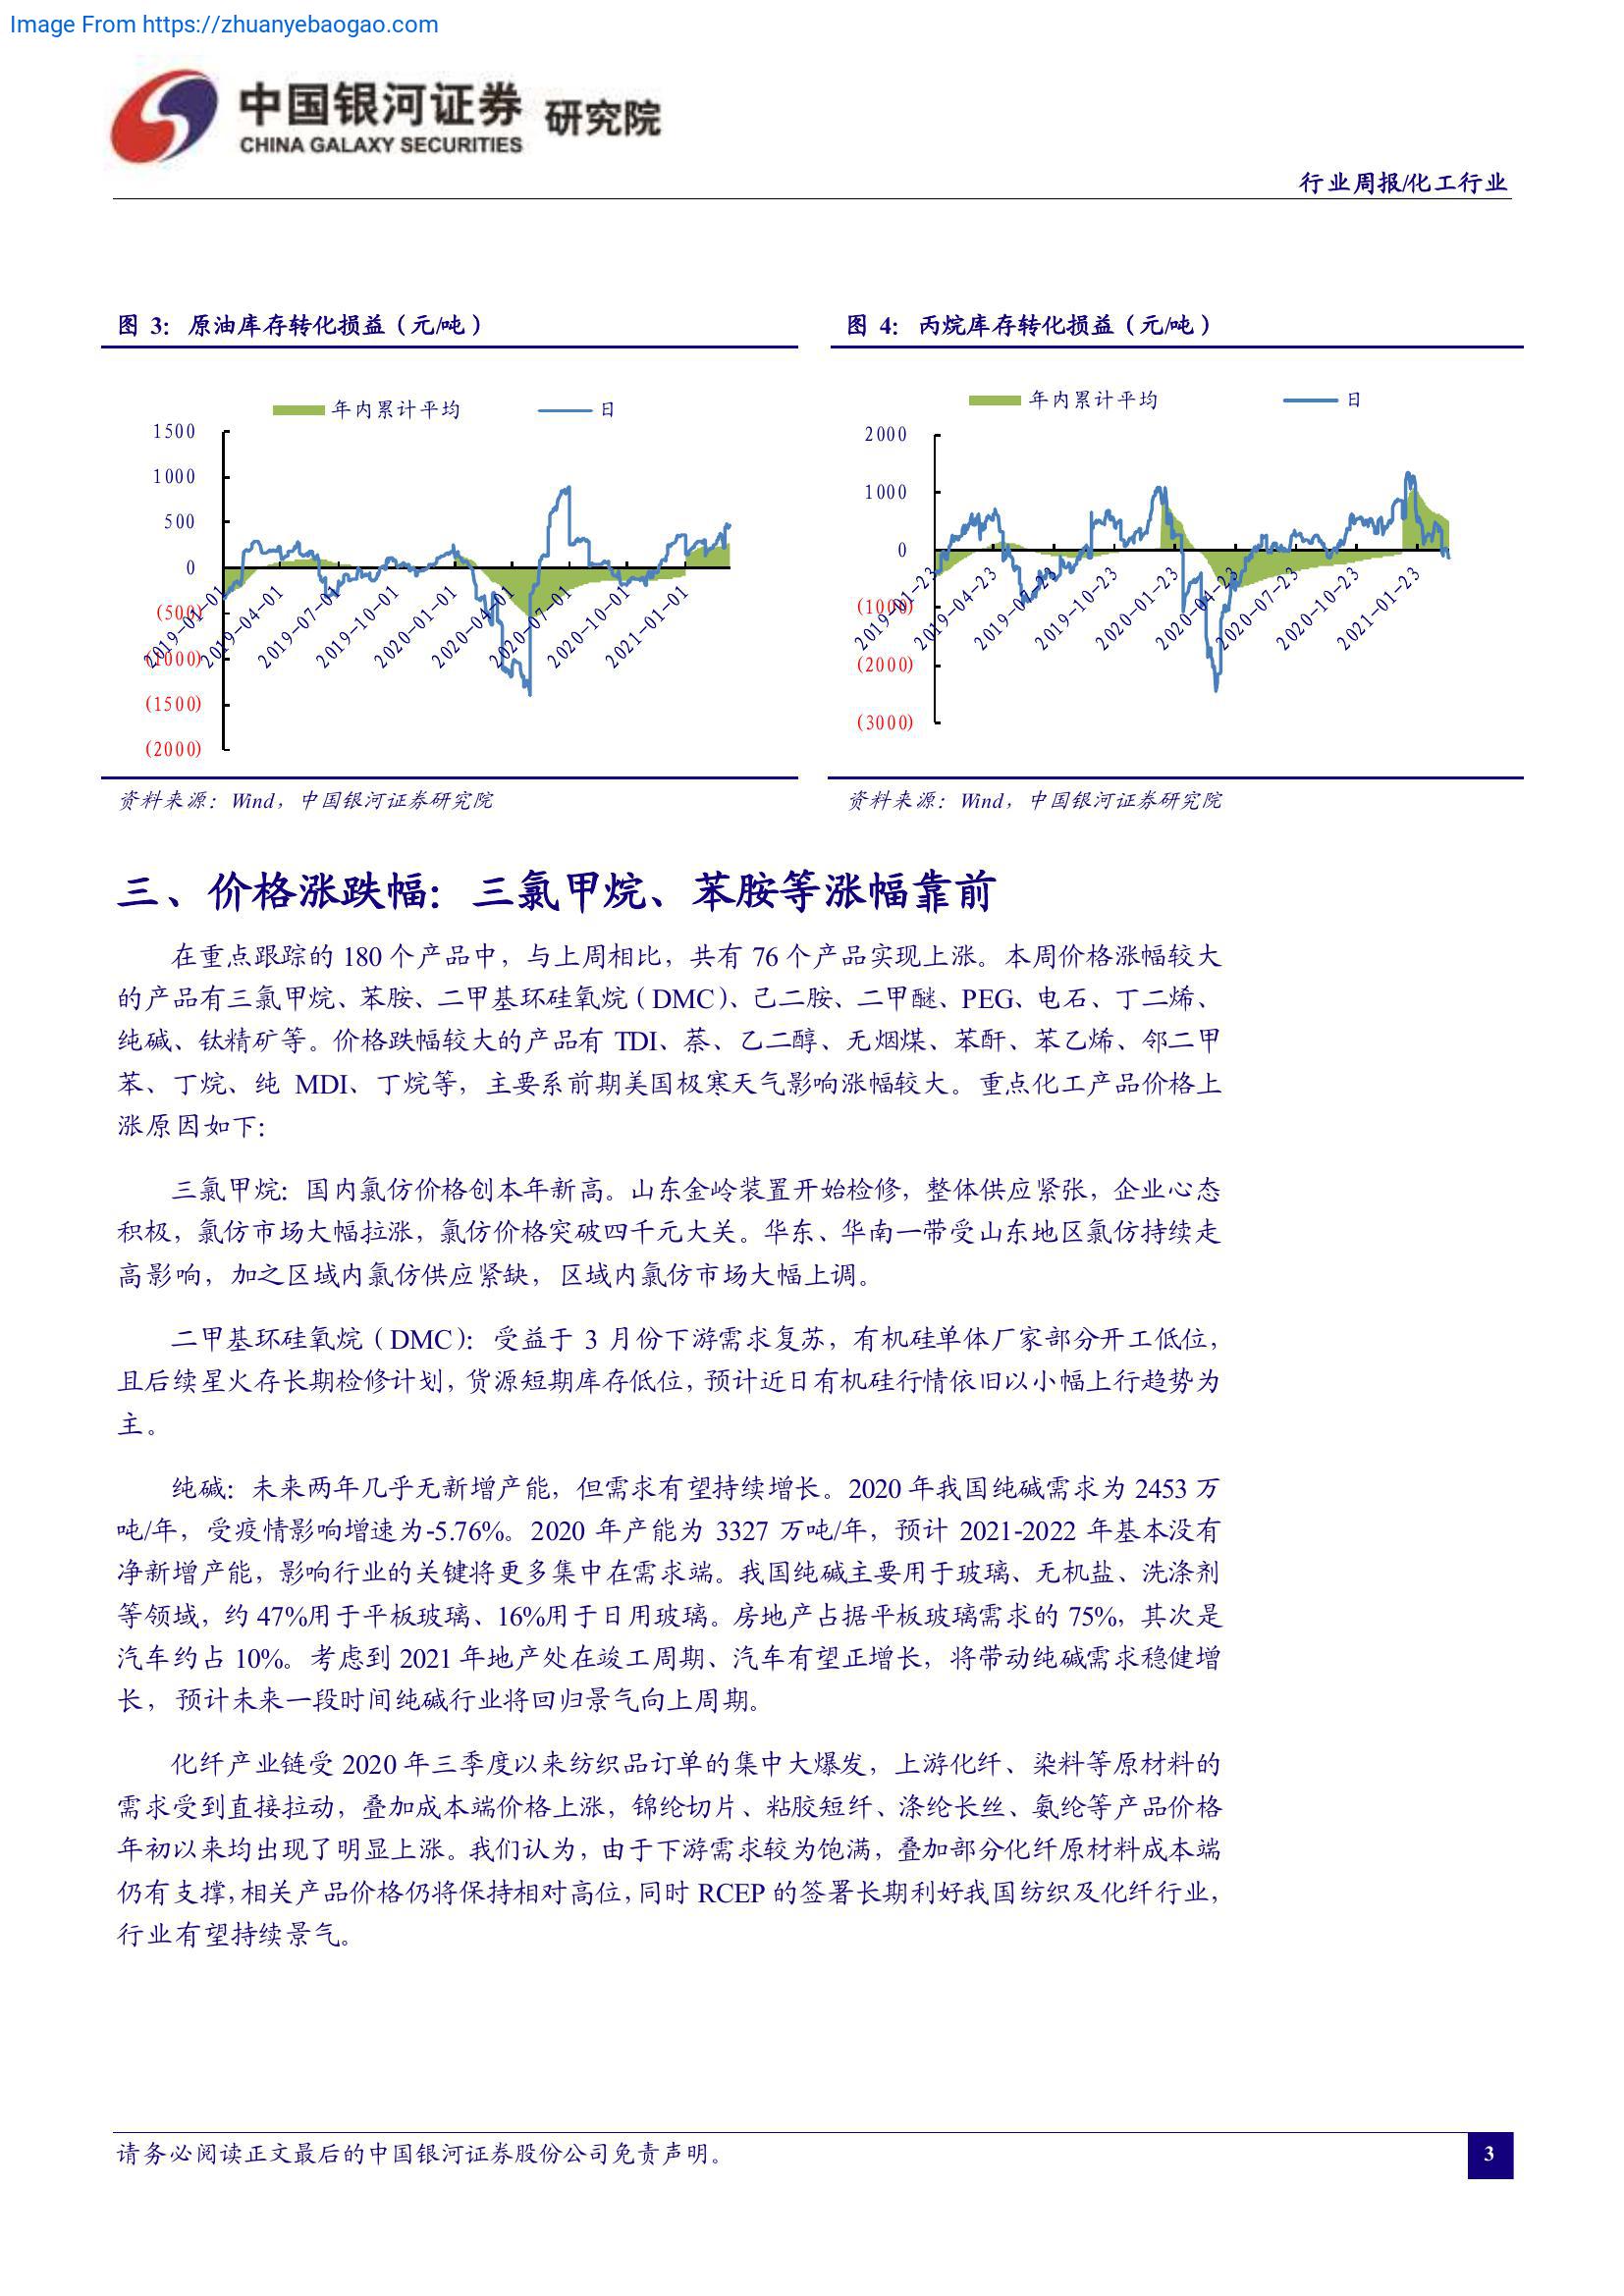 Image From https://zhuanyebaogao.com
中国银河证券 研究院
CHINA GALAXY SECURITIES
行业周报/化工行业
图 3：原油库存转化损益（元/吨）
年内累计平均
日
1500
1000
500
0
(500)
(1000)
(1500)
(2000)
2019-01-01
2019-04-01
2019-07-01
2019-10-01
2020-01-01
2020-04-01
2020-07-01
2020-10-01
2021-01-01
资料来源：Wind，中国银河证券研究院
图 4：丙烷库存转化损益（元/吨）
年内累计平均
日
2000
1000
0
(1000)
(2000)
(3000)
2019-01-23
2019-04-23
2019-07-23
2019-10-23
2020-01-23
2020-04-23
2020-07-23
2020-10-23
2021-01-23
资料来源：Wind，中国银河证券研究院
三、价格涨跌幅：三氯甲烷、苯胺等涨幅靠前
在重点跟踪的 180 个产品中，与上周相比，共有 76 个产品实现上涨。本周价格涨幅较大
的产品有三氯甲烷、苯胺、二甲基环硅氧烷（DMC）、己二胺、二甲醚、PEG、电石、丁二烯、
纯碱、钛精矿等。价格跌幅较大的产品有 TDI、萘、乙二醇、无烟煤、苯酐、苯乙烯、邻二甲
苯、丁烷、纯 MDI、丁烷等，主要系前期美国极寒天气影响涨幅较大。重点化工产品价格上
涨原因如下：
三氯甲烷：国内氯仿价格创本年新高。山东金岭装置开始检修，整体供应紧张，企业心态
积极，氯仿市场大幅拉涨，氯仿价格突破四千元大关。华东、华南一带受山东地区氯仿持续走
高影响，加之区域内氯仿供应紧缺，区域内氯仿市场大幅上调。
二甲基环硅氧烷（DMC）：受益于 3 月份下游需求复苏，有机硅单体厂家部分开工低位，
且后续星火存长期检修计划，货源短期库存低位，预计近日有机硅行情依旧以小幅上行趋势为
主。
纯碱：未来两年几乎无新增产能，但需求有望持续增长。2020 年我国纯碱需求为 2453 万
吨/年，受疫情影响增速为-5.76%。2020 年产能为 3327 万吨/年，预计 2021-2022 年基本没有
净新增产能，影响行业的关键将更多集中在需求端。我国纯碱主要用于玻璃、无机盐、洗涤剂
等领域，约 47%用于平板玻璃、16%用于日用玻璃。房地产占据平板玻璃需求的 75%，其次是
汽车约占 10%。考虑到 2021 年地产处在竣工周期、汽车有望正增长，将带动纯碱需求稳健增
长，预计未来一段时间纯碱行业将回归景气向上周期。
化纤产业链受 2020 年三季度以来纺织品订单的集中大爆发，上游化纤、染料等原材料的
需求受到直接拉动，叠加成本端价格上涨，锦纶切片、粘胶短纤、涤纶长丝、氨纶等产品价格
年初以来均出现了明显上涨。我们认为，由于下游需求较为饱满，叠加部分化纤原材料成本端
仍有支撑，相关产品价格仍将保持相对高位，同时 RCEP 的签署长期利好我国纺织及化纤行业，
行业有望持续景气。
请务必阅读正文最后的中国银河证券股份公司免责声明。
3